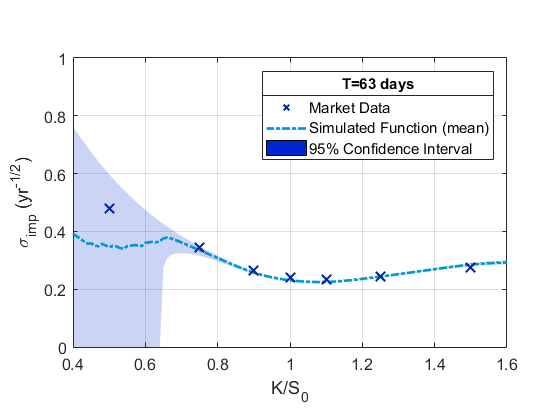 T=63 days
Market Data
Simulated Function (mean)
95% Confidence Interval
1
0.8
0.6
0.4
0.2
0
σimp (yr-1/2)
0.4 0.6 0.8 1 1.2 1.4 1.6
K/S0